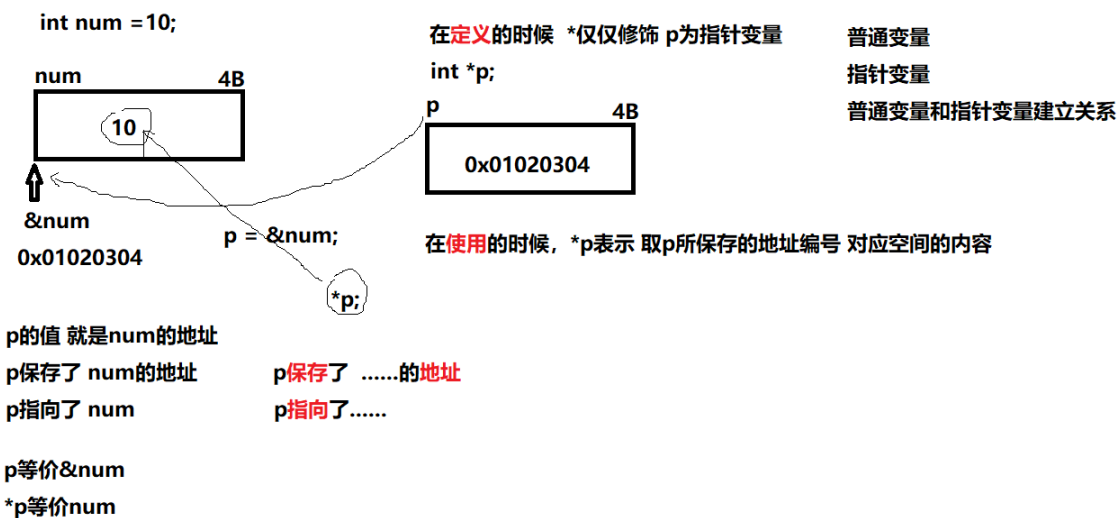 int num =10;
num
4B
10
&num
0x01020304
p = &num;
*p;
在定义的时候 *仅仅修饰 p为指针变量
int *p;
p
4B
0x01020304
普通变量
指针变量
普通变量和指针变量建立关系
在使用的时候，*p表示 取p所保存的地址编号 对应空间的内容
p的值 就是num的地址
p保存了 num的地址
p保存了 ......的地址
p指向了 num
p指向了......
p等价&num
*p等价num